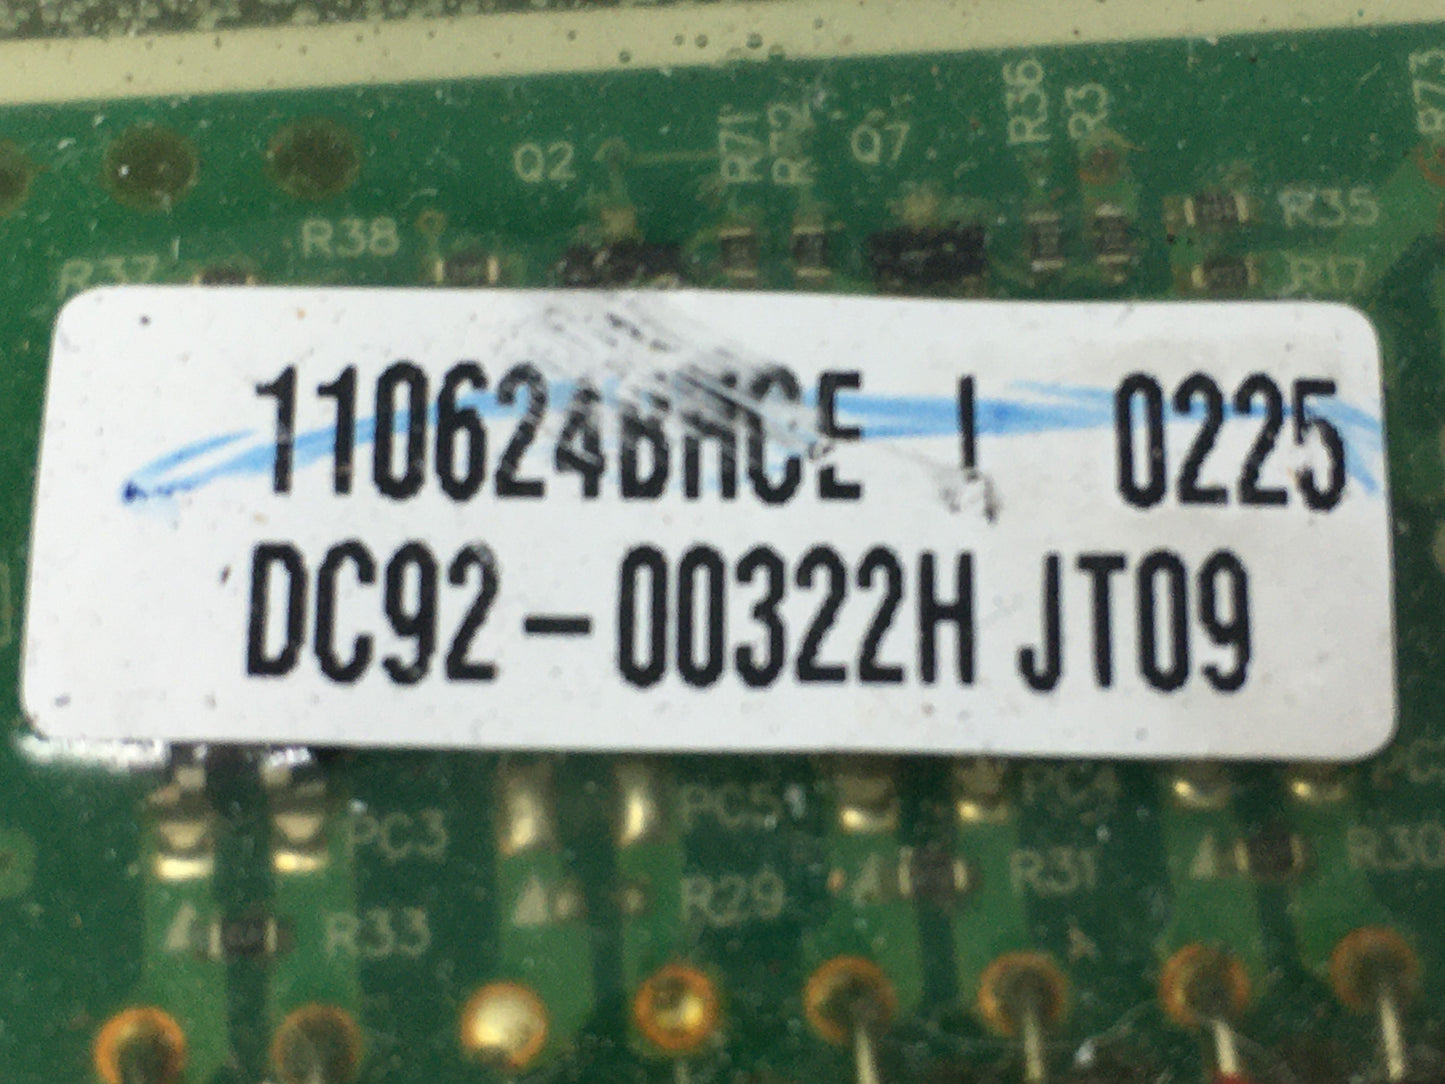 R36
R3
R73
R71
R72
Q2
Q7
R38
R35
R37
R17
0225
DC92-00322H JT09
PC3
PC5
PC4
R31
R30
R29
R33